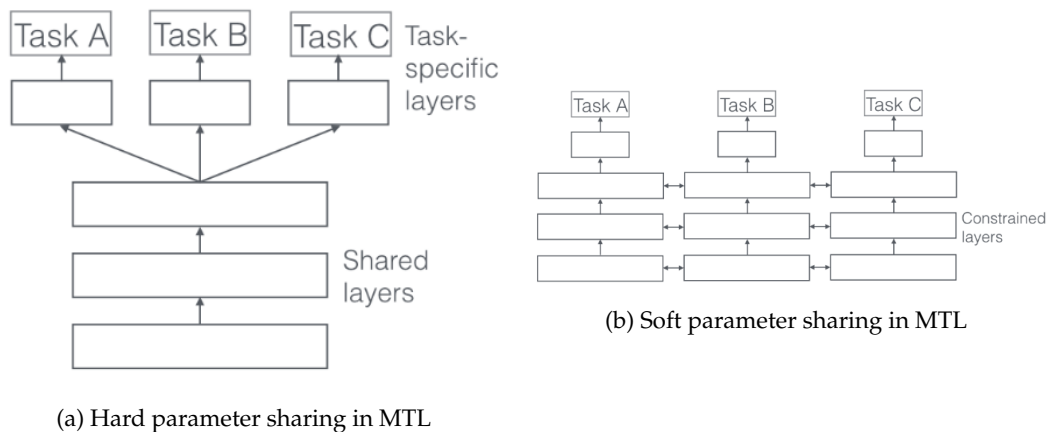 Task A
Task B
Task C
Task-
specific
layers
Shared
layers
(a) Hard parameter sharing in MTL
Task A
Task B
Task C
Constrained
layers
(b) Soft parameter sharing in MTL